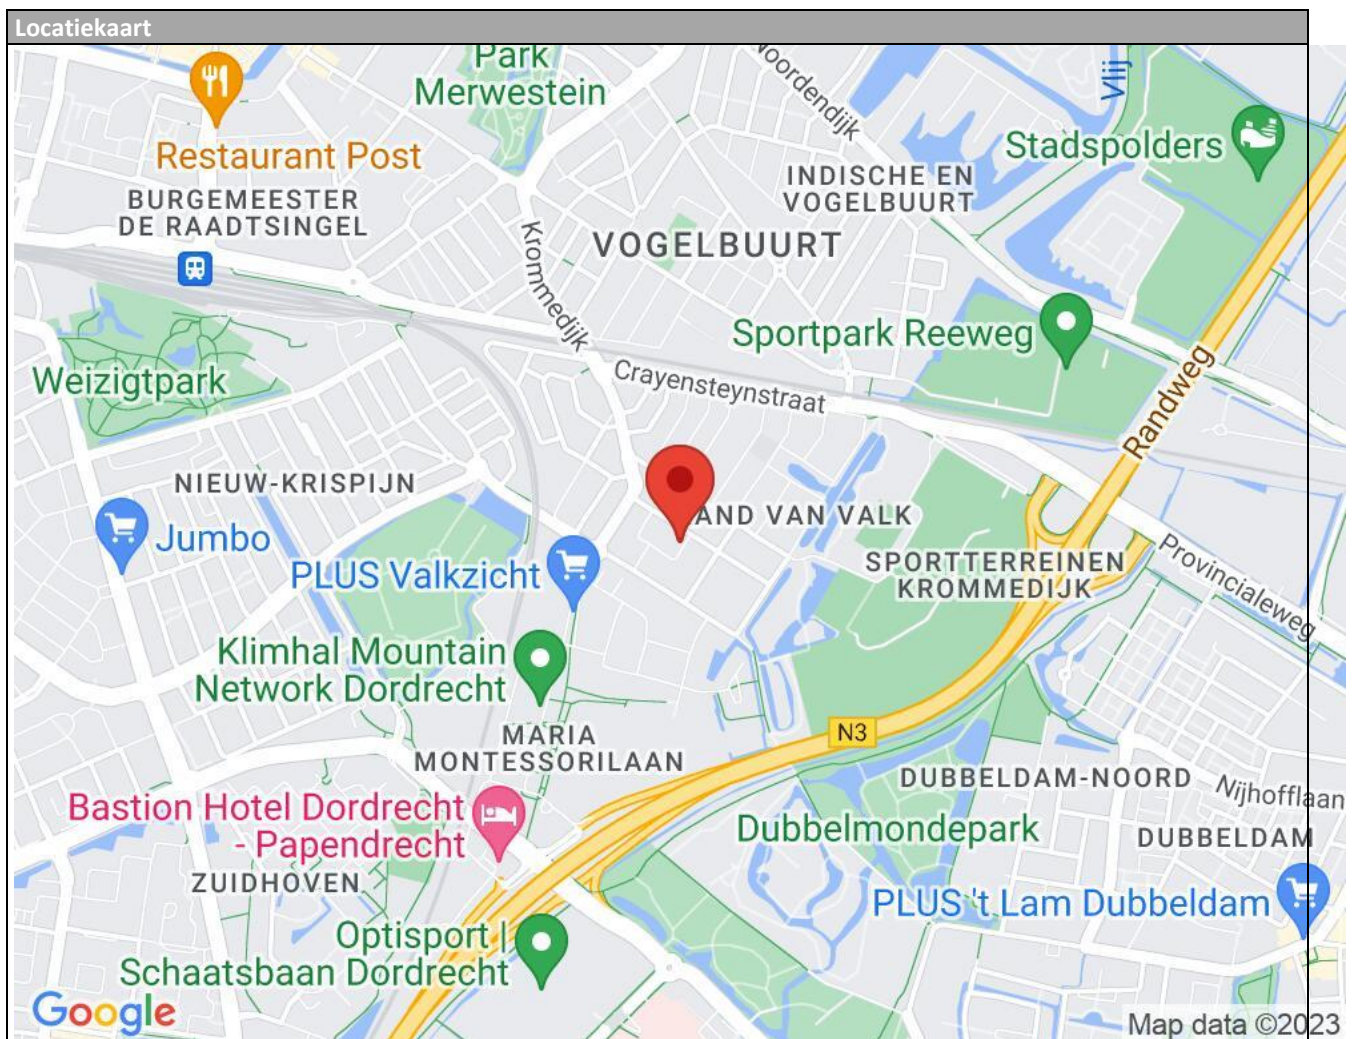 Locatiekaart
Park
Merwestein
Noordendijk
Vlij
Restaurant Post
Stadspolders
BURGEMEESTER
DE RAADTSINGEL
INDISCHE EN
VOGELBUURT
Krommedijk
VOGELBUURT
Sportpark Reeweg
Randweg
Weizigtpark
Crayensteynstraat
NIEUW-KRISPIJN
AND VAN VALK
Jumbo
PLUS Valkzicht
SPORTTERREINEN
KROMMEDIJK
Provincialeweg
Klimhal Mountain
Network Dordrecht
MARIA
MONTESSORILAAN
N3
DUBBELDAM-NOORD
Nijhofflaan
Bastion Hotel Dordrecht
- Papendrecht
Dubbelmondepark
DUBBELDAM
ZUIDHOVEN
PLUS 't Lam Dubbeldam
Optisport |
Schaatsbaan Dordrecht
Google
Map data ©2023